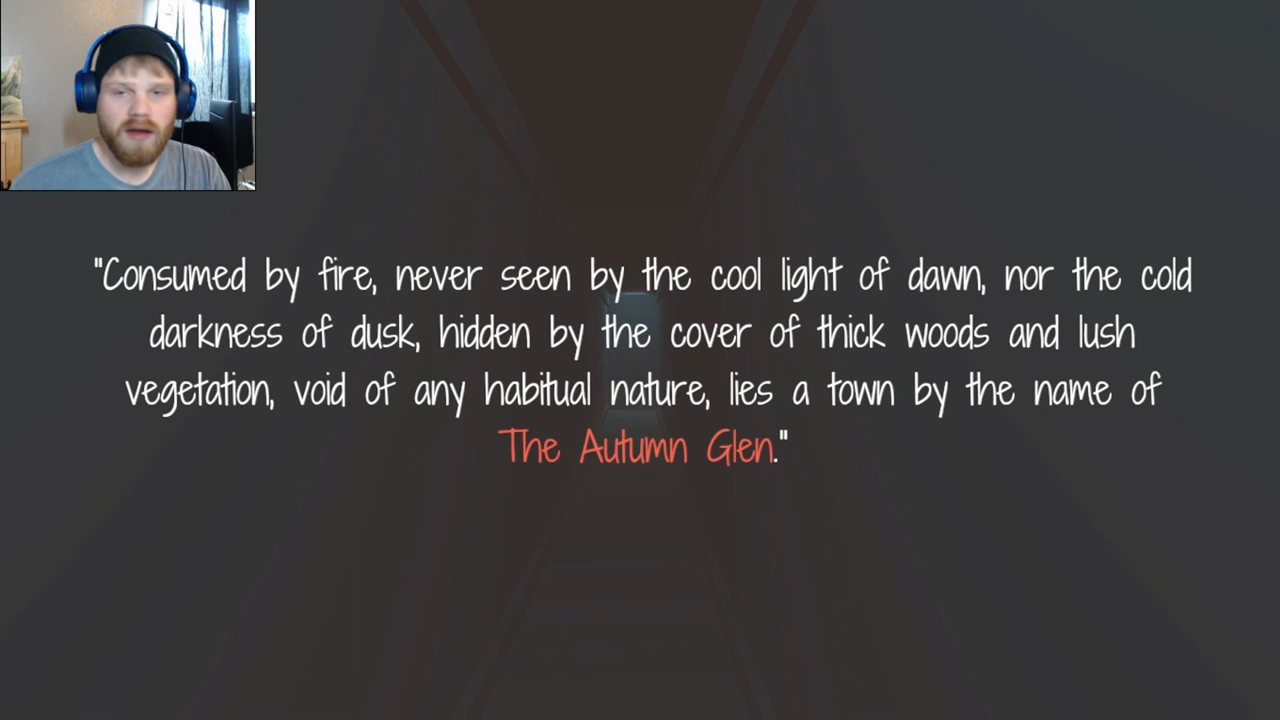 "Consumed by fire, never seen by the cool light of dawn, nor the cold
darkness of dusk, hidden by the cover of thick woods and lush
vegetation, void of any habitual nature, lies a town by the name of
The Autumn Glen."